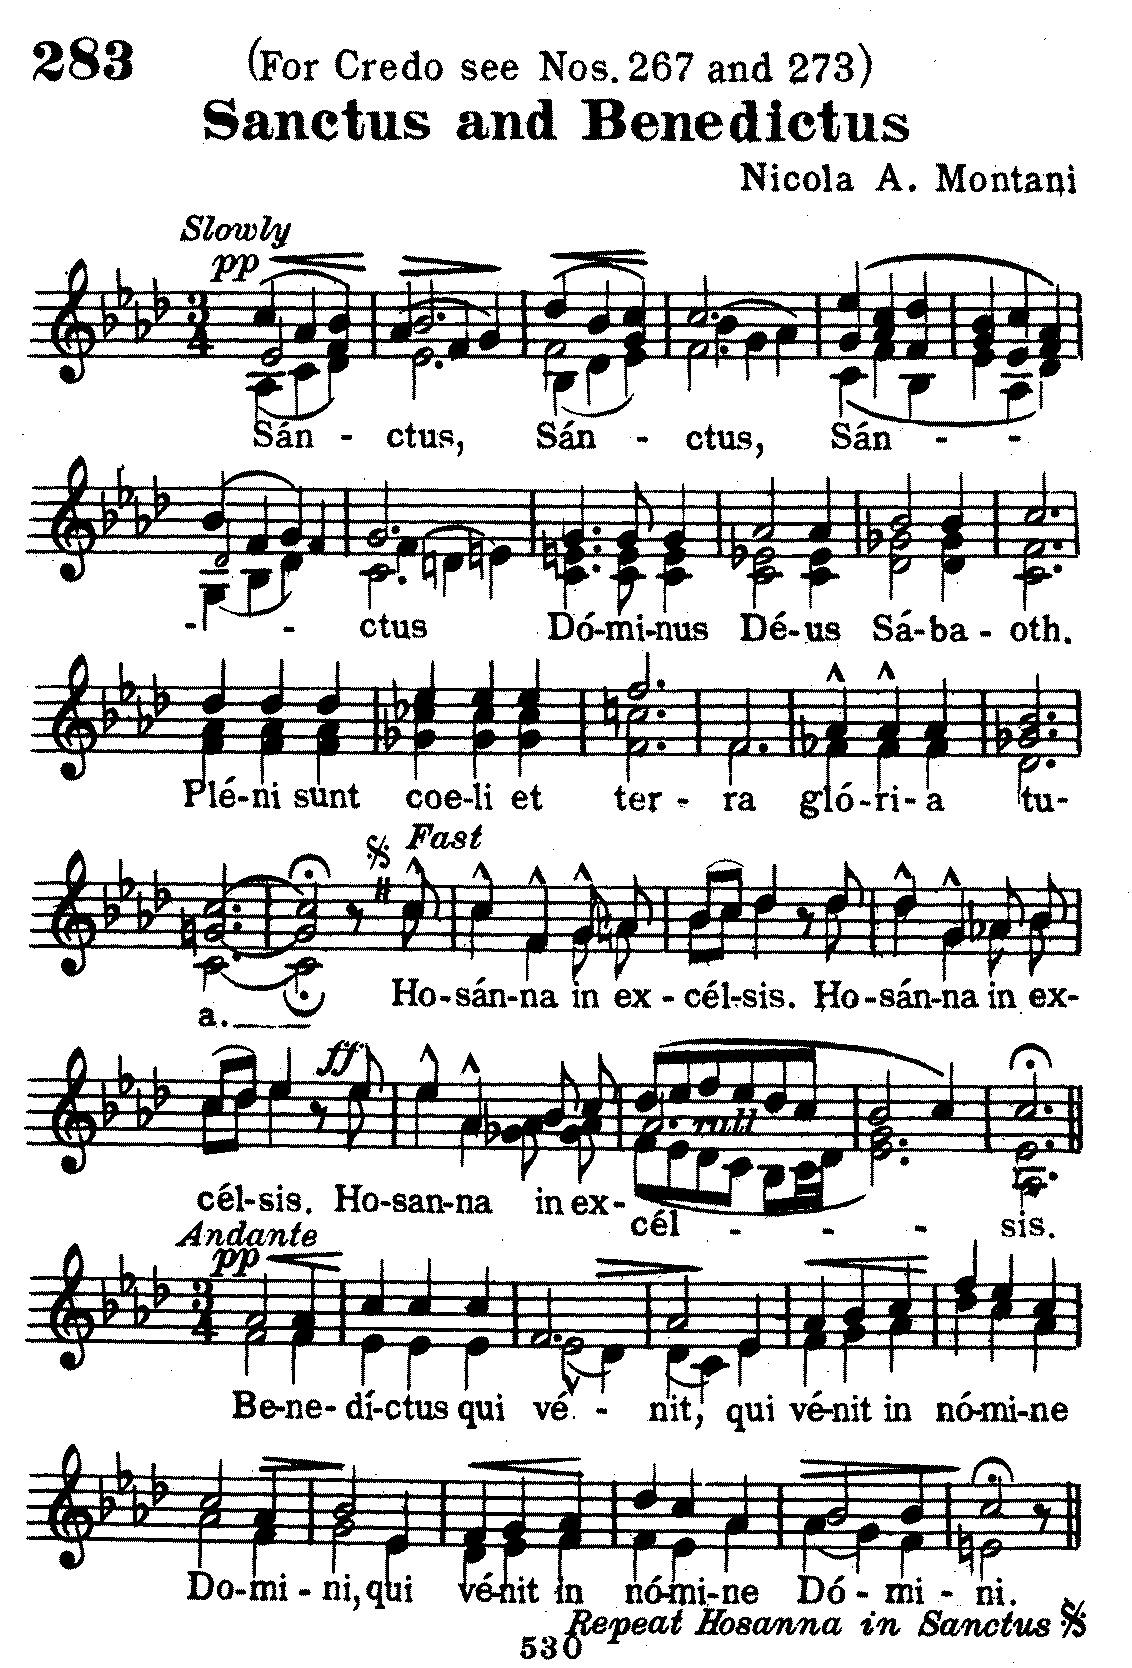 283 (For Credo see Nos. 267 and 273)
Sanctus and Benedictus
Nicola A. Montani
Slowly
pp
3/4
Sán - ctus, Sán - ctus, Sán - -
- - ctus Dó-mi-nus Dé-us Sá-ba - oth.
Plé-ni sunt coe-li et ter - ra gló-ri-a tu-
Fast
a. Ho-sán-na in ex - cél-sis. Ho-sán-na in ex-
ff
rall
cél-sis. Ho-san-na in ex- cél - - - sis.
Andante
pp
3/4
Be-ne-dí-ctus qui vé - nit, qui vé-nit in nó-mi-ne
Do-mi - ni, qui vé-nit in nó-mi-ne Dó - mi - ni.
Repeat Hosanna in Sanctus
530